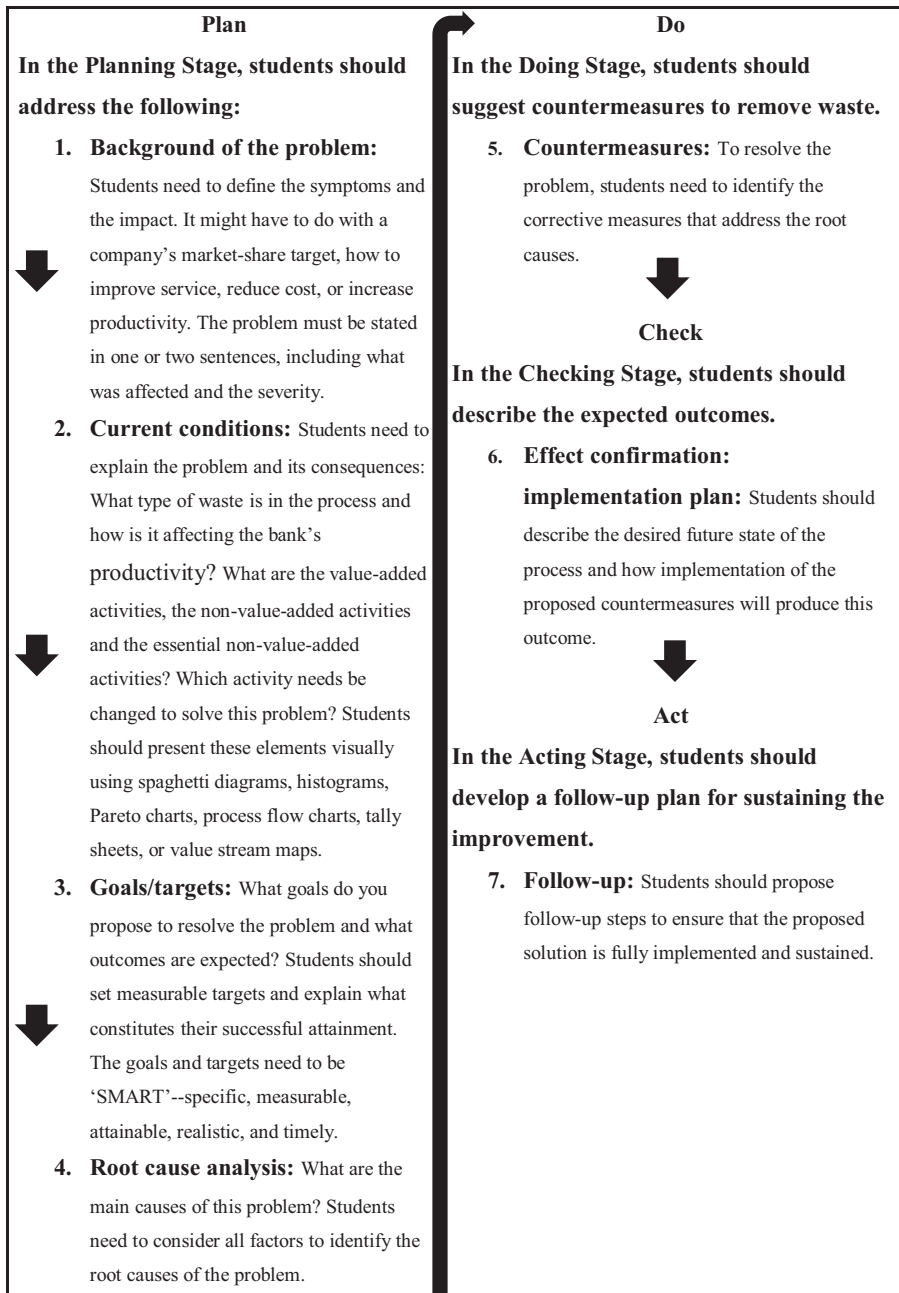 Plan
In the Planning Stage, students should
address the following:
1. Background of the problem:
Students need to define the symptoms and
the impact. It might have to do with a
company’s market-share target, how to
improve service, reduce cost, or increase
productivity. The problem must be stated
in one or two sentences, including what
was affected and the severity.
2. Current conditions: Students need to
explain the problem and its consequences:
What type of waste is in the process and
how is it affecting the bank’s
productivity? What are the value-added
activities, the non-value-added activities
and the essential non-value-added
activities? Which activity needs be
changed to solve this problem? Students
should present these elements visually
using spaghetti diagrams, histograms,
Pareto charts, process flow charts, tally
sheets, or value stream maps.
3. Goals/targets: What goals do you
propose to resolve the problem and what
outcomes are expected? Students should
set measurable targets and explain what
constitutes their successful attainment.
The goals and targets need to be
‘SMART’--specific, measurable,
attainable, realistic, and timely.
4. Root cause analysis: What are the
main causes of this problem? Students
need to consider all factors to identify the
root causes of the problem.
Do
In the Doing Stage, students should
suggest countermeasures to remove waste.
5. Countermeasures: To resolve the
problem, students need to identify the
corrective measures that address the root
causes.
Check
In the Checking Stage, students should
describe the expected outcomes.
6. Effect confirmation:
implementation plan: Students should
describe the desired future state of the
process and how implementation of the
proposed countermeasures will produce this
outcome.
Act
In the Acting Stage, students should
develop a follow-up plan for sustaining the
improvement.
7. Follow-up: Students should propose
follow-up steps to ensure that the proposed
solution is fully implemented and sustained.